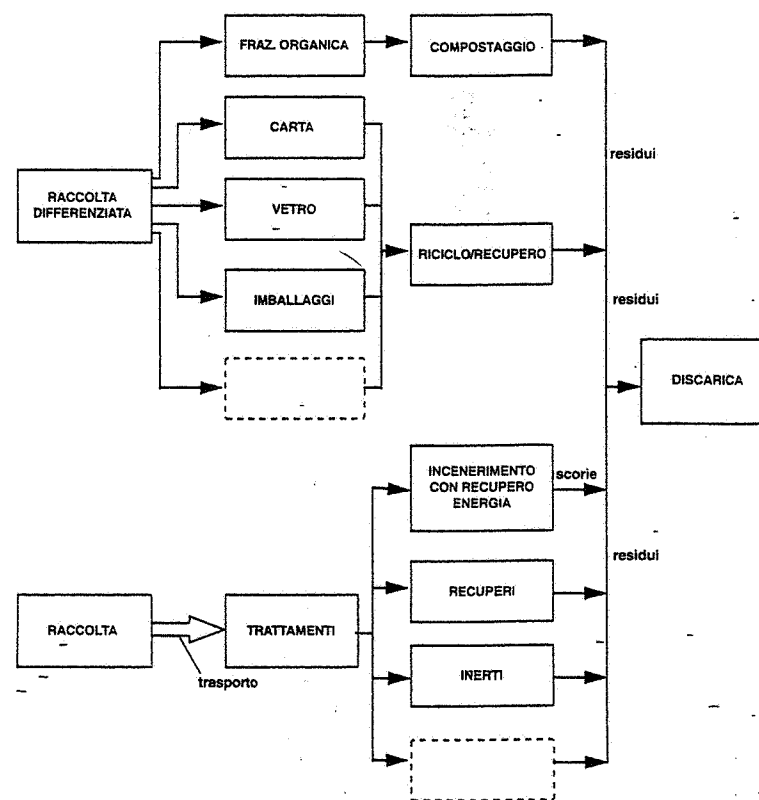 FRAZ. ORGANICA
COMPOSTAGGIO
CARTA
residui
RACCOLTA
DIFFERENZIATA
VETRO
RICICLO/RECUPERO
IMBALLAGGI
residui
DISCARICA
INCENERIMENTO
CON RECUPERO
ENERGIA
scorie
residui
RECUPERI
RACCOLTA
TRATTAMENTI
trasporto
INERTI